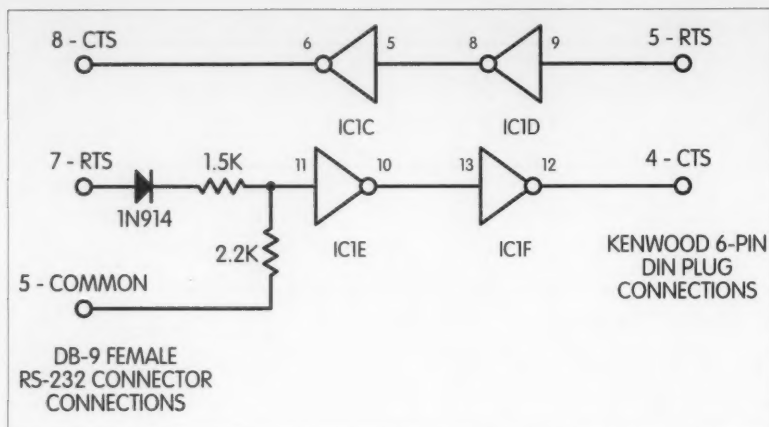 8 - CTS
6
5
8
9
5 - RTS
IC1C
IC1D
7 - RTS
1.5K
11
10
13
12
4 - CTS
1N914
2.2K
IC1E
IC1F
5 - COMMON
KENWOOD 6-PIN
DIN PLUG
CONNECTIONS
DB-9 FEMALE
RS-232 CONNECTOR
CONNECTIONS